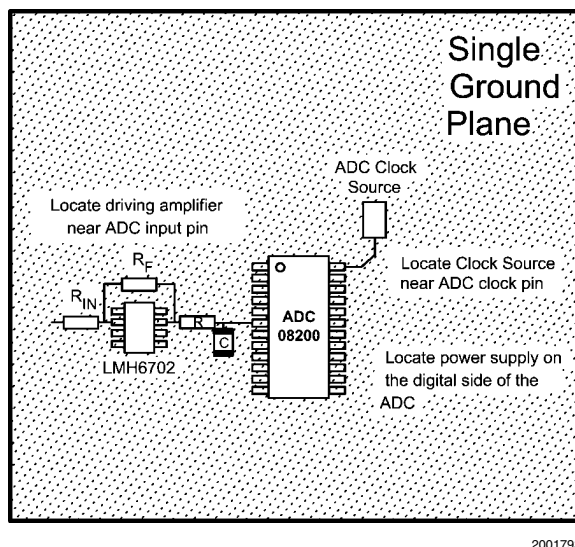 Single
Ground
Plane
ADC Clock
Source
Locate driving amplifier
near ADC input pin
RF
RIN
R
C
LMH6702
ADC
08200
Locate Clock Source
near ADC clock pin
Locate power supply on
the digital side of the
ADC
200179